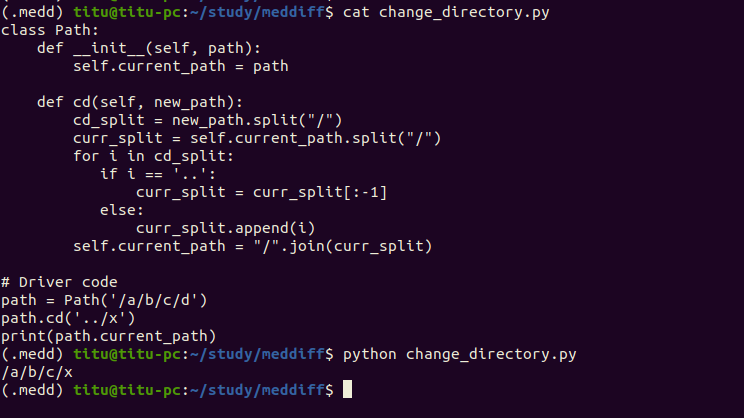 (.medd) titu@titu-pc:~/study/meddiff$ cat change_directory.py
class Path:
    def __init__(self, path):
        self.current_path = path

    def cd(self, new_path):
        cd_split = new_path.split("/")
        curr_split = self.current_path.split("/")
        for i in cd_split:
           if i == '..':
               curr_split = curr_split[:-1]
           else:
               curr_split.append(i)
        self.current_path = "/".join(curr_split)

# Driver code
path = Path('/a/b/c/d')
path.cd('../x')
print(path.current_path)
(.medd) titu@titu-pc:~/study/meddiff$ python change_directory.py
/a/b/c/x
(.medd) titu@titu-pc:~/study/meddiff$